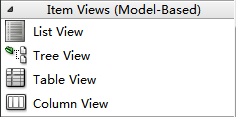 Item Views (Model-Based)
List View
Tree View
Table View
Column View